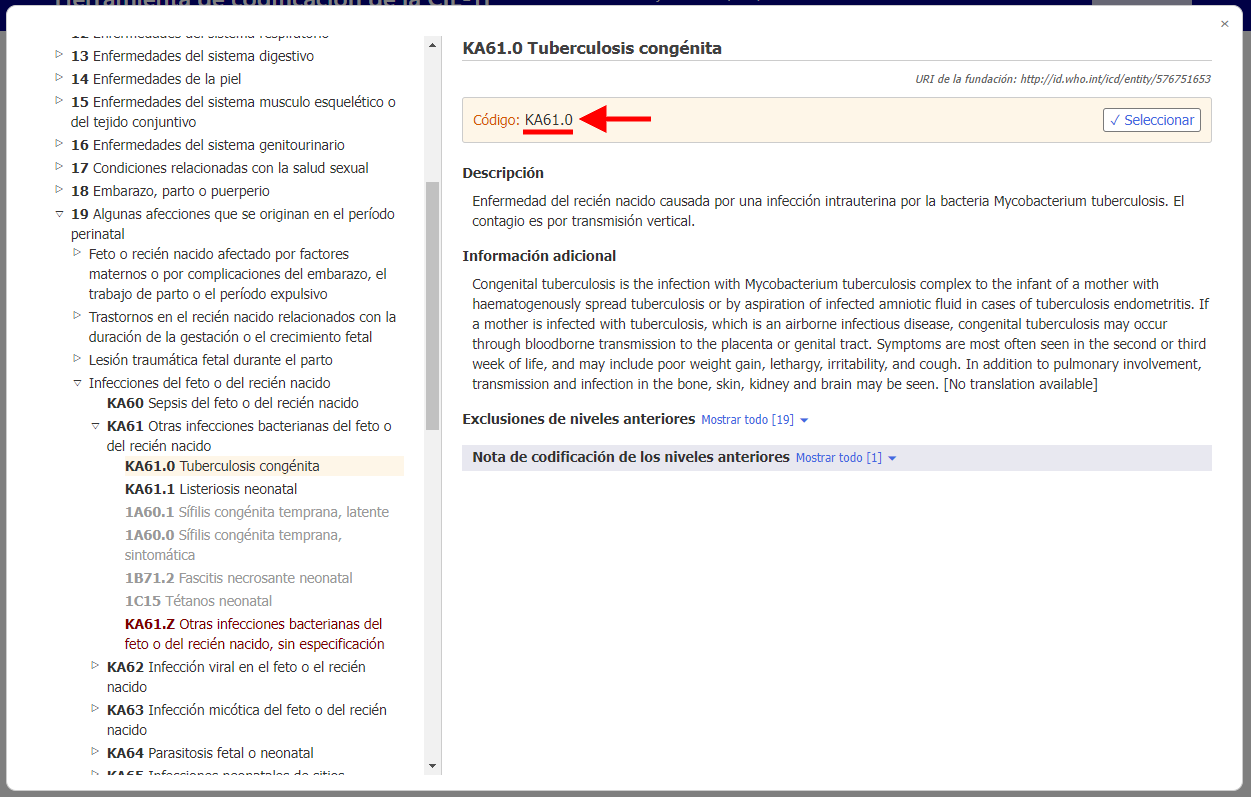 ×
13 Enfermedades del sistema digestivo
14 Enfermedades de la piel
15 Enfermedades del sistema musculo esquelético o
del tejido conjuntivo
16 Enfermedades del sistema genitourinario
17 Condiciones relacionadas con la salud sexual
18 Embarazo, parto o puerperio
19 Algunas afecciones que se originan en el período
perinatal
Feto o recién nacido afectado por factores
maternos o por complicaciones del embarazo, el
trabajo de parto o el período expulsivo
Trastornos en el recién nacido relacionados con la
duración de la gestación o el crecimiento fetal
Lesión traumática fetal durante el parto
Infecciones del feto o del recién nacido
KA60 Sepsis del feto o del recién nacido
KA61 Otras infecciones bacterianas del feto o
del recién nacido
KA61.0 Tuberculosis congénita
KA61.1 Listeriosis neonatal
1A60.1 Sífilis congénita temprana, latente
1A60.0 Sífilis congénita temprana,
sintomática
1B71.2 Fascitis necrosante neonatal
1C15 Tétanos neonatal
KA61.Z Otras infecciones bacterianas del
feto o del recién nacido, sin especificación
KA62 Infección viral en el feto o el recién
nacido
KA63 Infección micótica del feto o del recién
nacido
KA64 Parasitosis fetal o neonatal
KA61.0 Tuberculosis congénita
URI de la fundación: http://id.who.int/icd/entity/576751653
Código: KA61.0
✓ Seleccionar
Descripción
Enfermedad del recién nacido causada por una infección intrauterina por la bacteria Mycobacterium tuberculosis. El
contagio es por transmisión vertical.
Información adicional
Congenital tuberculosis is the infection with Mycobacterium tuberculosis complex to the infant of a mother with
haematogenously spread tuberculosis or by aspiration of infected amniotic fluid in cases of tuberculosis endometritis. If
a mother is infected with tuberculosis, which is an airborne infectious disease, congenital tuberculosis may occur
through bloodborne transmission to the placenta or genital tract. Symptoms are most often seen in the second or third
week of life, and may include poor weight gain, lethargy, irritability, and cough. In addition to pulmonary involvement,
transmission and infection in the bone, skin, kidney and brain may be seen. [No translation available]
Exclusiones de niveles anteriores Mostrar todo [19]
Nota de codificación de los niveles anteriores Mostrar todo [1]